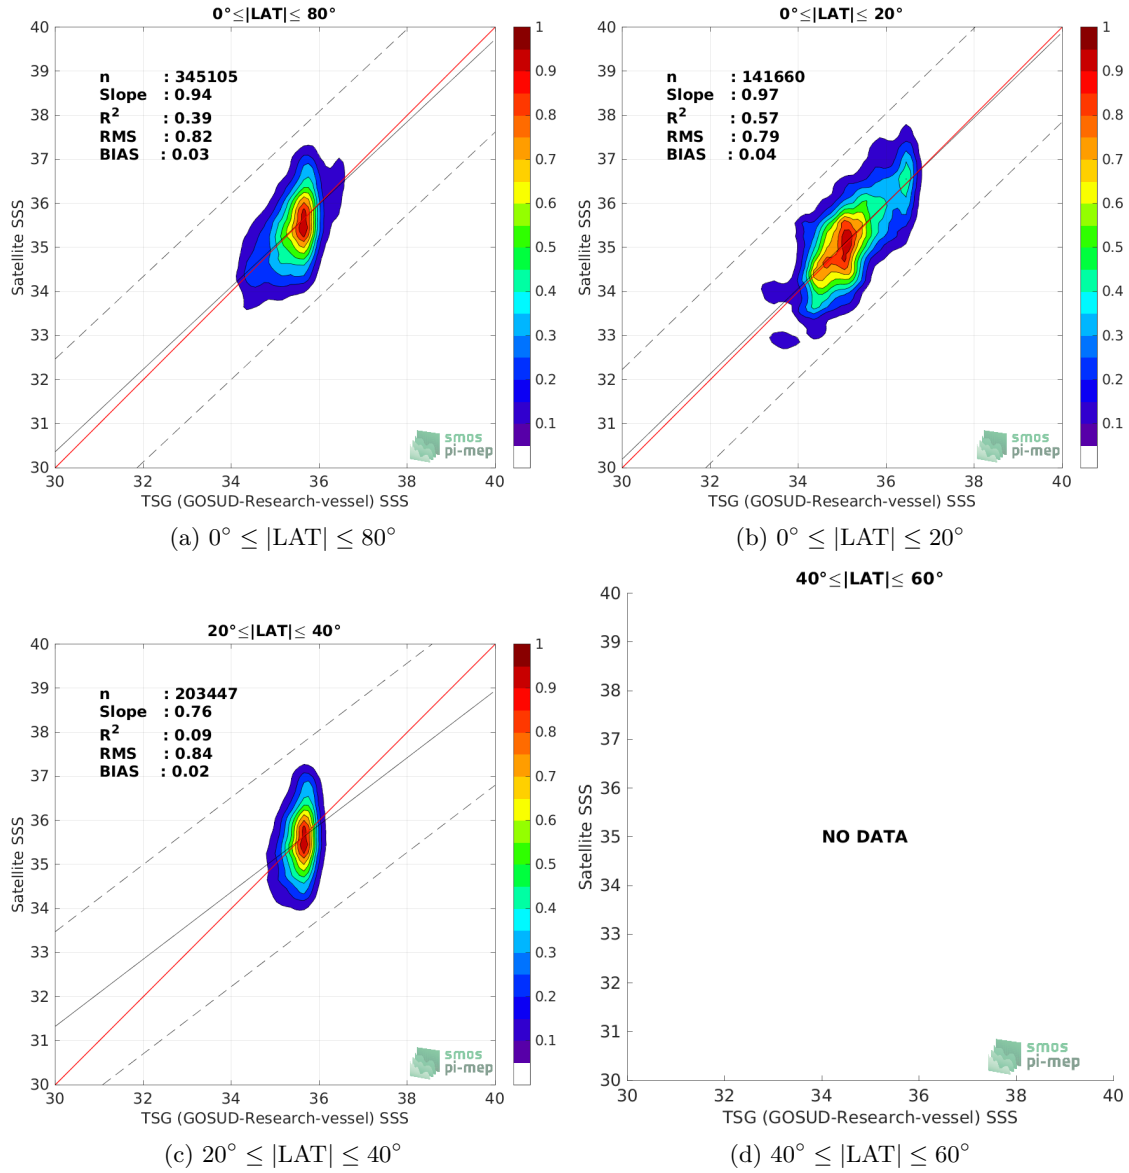 0°≤|LAT|≤ 80°
40
39
38
37
36
35
34
33
32
31
30
Satellite SSS
n : 345105
Slope : 0.94
R² : 0.39
RMS : 0.82
BIAS : 0.03
smos
pi-mep
30 32 34 36 38 40
TSG (GOSUD-Research-vessel) SSS
1
0.9
0.8
0.7
0.6
0.5
0.4
0.3
0.2
0.1
(a) 0° ≤ |LAT| ≤ 80°
0°≤|LAT|≤ 20°
40
39
38
37
36
35
34
33
32
31
30
Satellite SSS
n : 141660
Slope : 0.97
R² : 0.57
RMS : 0.79
BIAS : 0.04
smos
pi-mep
30 32 34 36 38 40
TSG (GOSUD-Research-vessel) SSS
1
0.9
0.8
0.7
0.6
0.5
0.4
0.3
0.2
0.1
(b) 0° ≤ |LAT| ≤ 20°
20°≤|LAT|≤ 40°
40
39
38
37
36
35
34
33
32
31
30
Satellite SSS
n : 203447
Slope : 0.76
R² : 0.09
RMS : 0.84
BIAS : 0.02
smos
pi-mep
30 32 34 36 38 40
TSG (GOSUD-Research-vessel) SSS
1
0.9
0.8
0.7
0.6
0.5
0.4
0.3
0.2
0.1
(c) 20° ≤ |LAT| ≤ 40°
40°≤|LAT|≤ 60°
40
39
38
37
36
35
34
33
32
31
30
Satellite SSS
NO DATA
smos
pi-mep
30 32 34 36 38 40
TSG (GOSUD-Research-vessel) SSS
(d) 40° ≤ |LAT| ≤ 60°